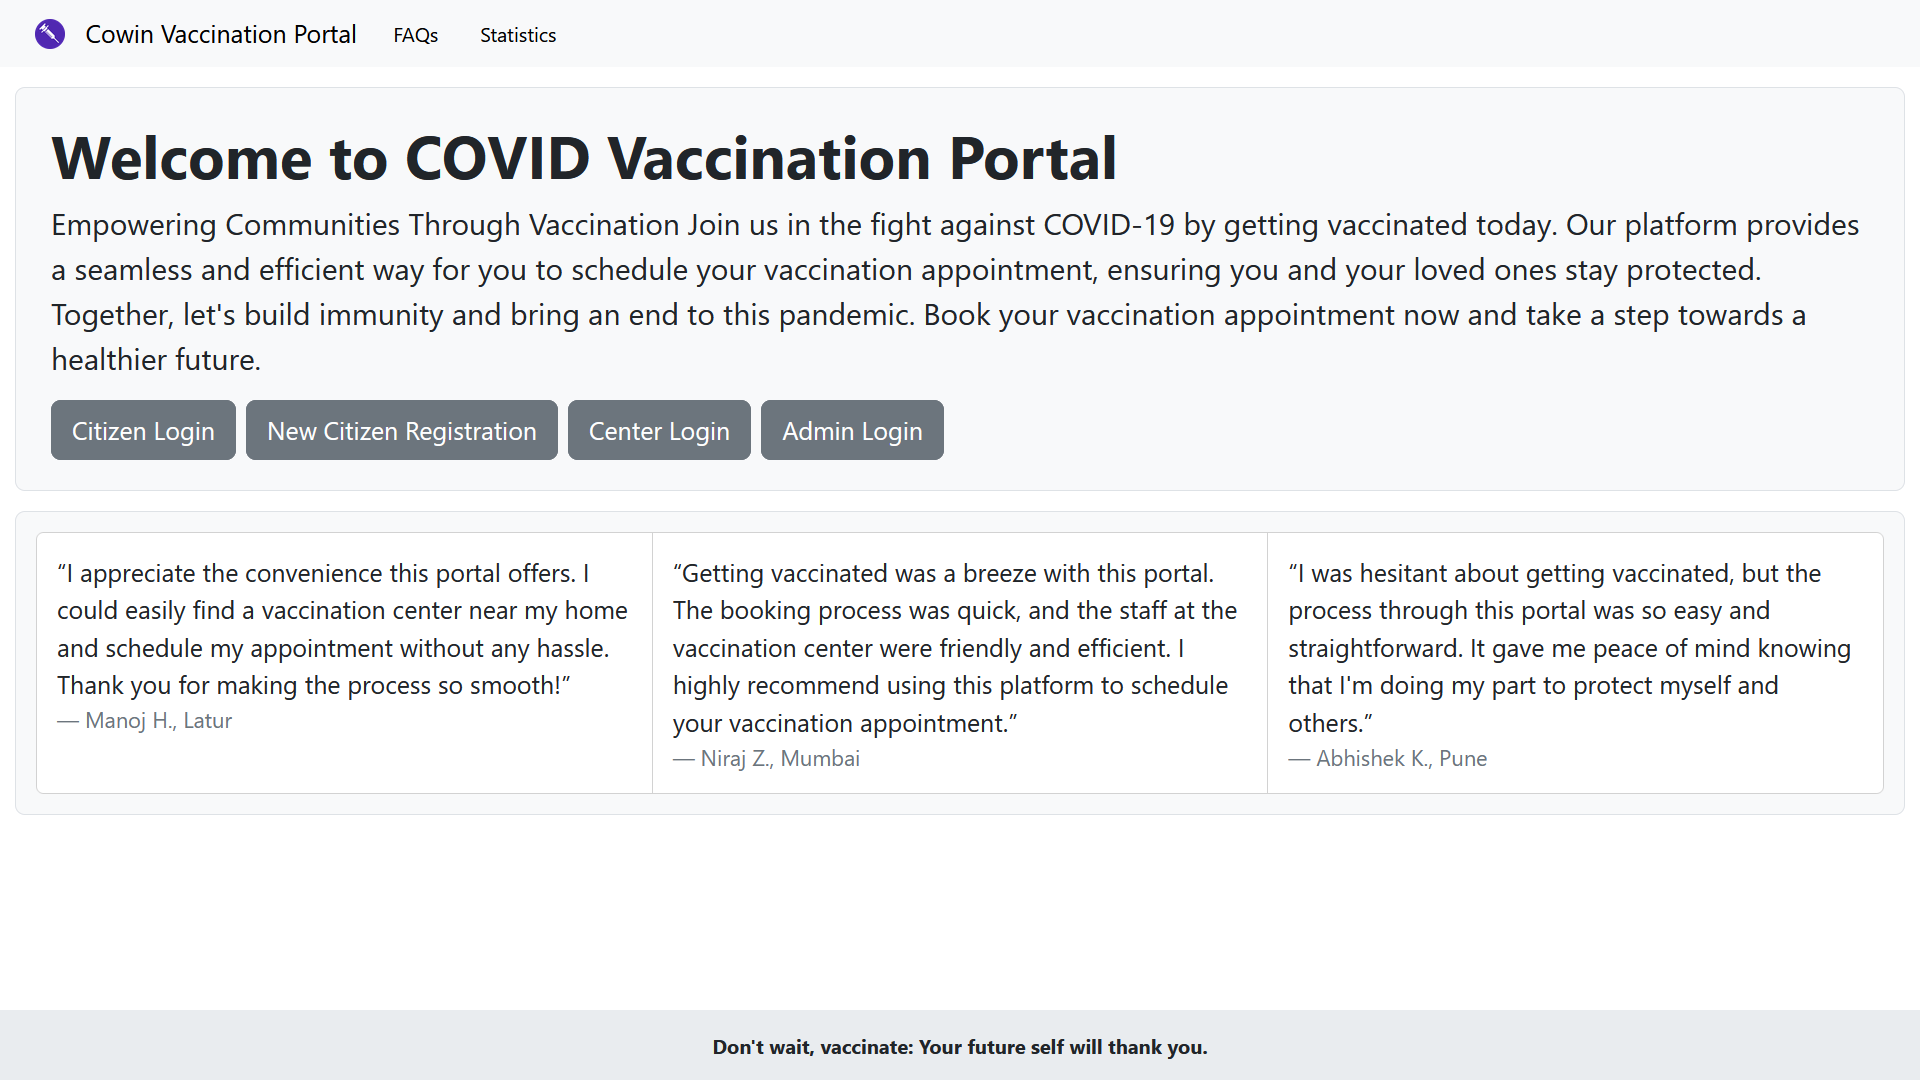 Cowin Vaccination Portal FAQs Statistics
Welcome to COVID Vaccination Portal
Empowering Communities Through Vaccination Join us in the fight against COVID-19 by getting vaccinated today. Our platform provides
a seamless and efficient way for you to schedule your vaccination appointment, ensuring you and your loved ones stay protected.
Together, let's build immunity and bring an end to this pandemic. Book your vaccination appointment now and take a step towards a
healthier future.
Citizen Login New Citizen Registration Center Login Admin Login
“I appreciate the convenience this portal offers. I
could easily find a vaccination center near my home
and schedule my appointment without any hassle.
Thank you for making the process so smooth!”
— Manoj H., Latur
“Getting vaccinated was a breeze with this portal.
The booking process was quick, and the staff at the
vaccination center were friendly and efficient. I
highly recommend using this platform to schedule
your vaccination appointment.”
— Niraj Z., Mumbai
“I was hesitant about getting vaccinated, but the
process through this portal was so easy and
straightforward. It gave me peace of mind knowing
that I'm doing my part to protect myself and
others.”
— Abhishek K., Pune
Don't wait, vaccinate: Your future self will thank you.